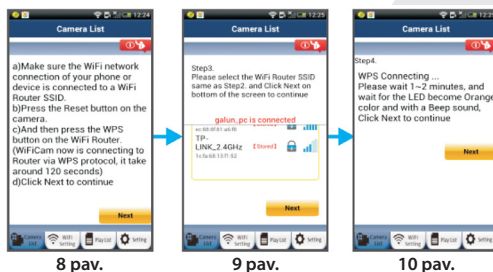 12:24
Camera List
a)Make sure the WiFi network
connection of your phone or
device is connected to a WiFi
Router SSID.
b)Press the Reset button on the
camera.
c)And then press the WPS
button on the WiFi Router.
(WiFiCam now is connecting to
Router via WPS protocol, it take
around 120 seconds)
d)Click Next to continue
Next
Camera List
WIFI Setting
Play List
Setting
8 pav.
12:25
Camera List
Step3.
Please select the WiFi Router SSID
same as Step2. and Click Next on
bottom of the screen to continue
galun_pc is connected
TP-
LINK_2.4GHz
[Stored]
Next
Camera List
WIFI Setting
Play List
Setting
9 pav.
Camera List
Step4.
WPS Connecting ...
Please wait 1~2 minutes, and
wait for the LED become Orange
color and with a Beep sound,
Click Next to continue
Next
Camera List
WIFI Setting
Play List
Setting
10 pav.